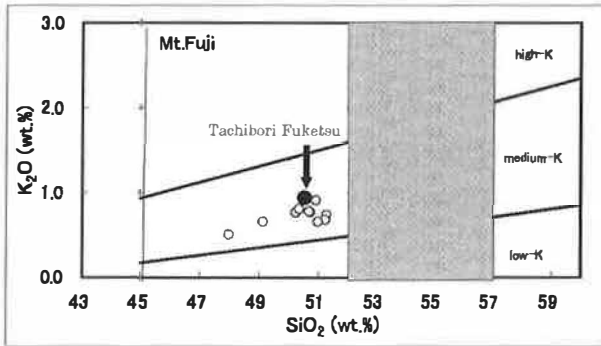 3.0
Mt.Fuji
high-K
2.0
Tachibori Fuketsu
K₂O (wt.%)
medium-K
1.0
low-K
0.0
43 45 47 49 51 53 55 57 59
SiO₂ (wt.%)